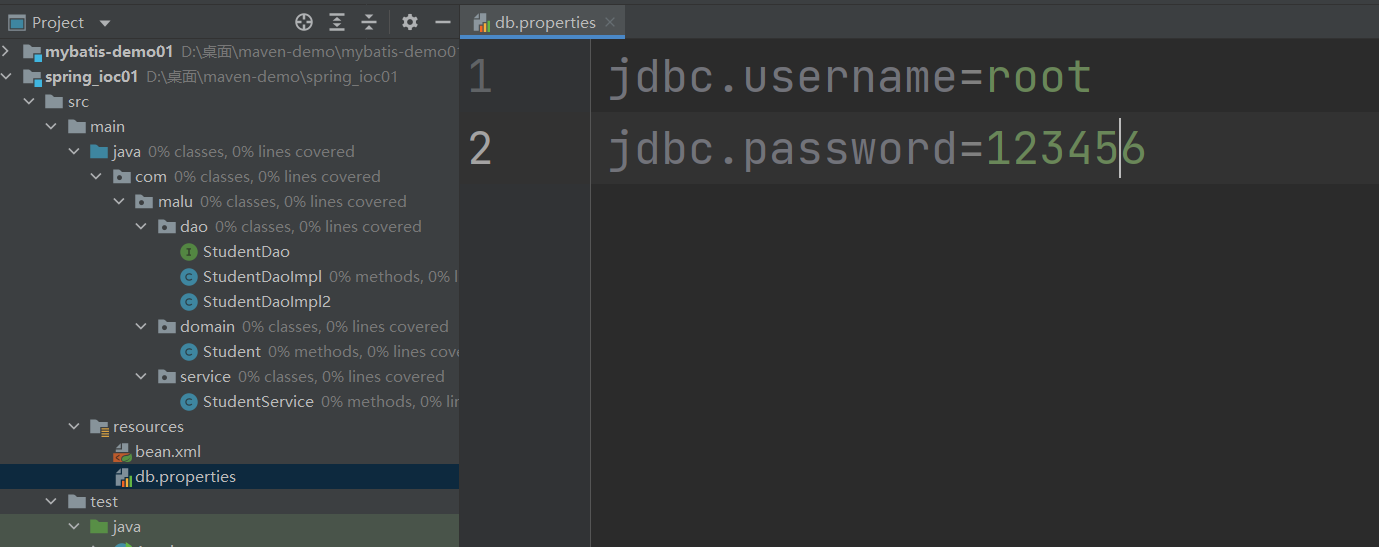 Project
db.properties
mybatis-demo01 D:\桌面\maven-demo\mybatis-demo01
spring_ioc01 D:\桌面\maven-demo\spring_ioc01
src
main
java 0% classes, 0% lines covered
com 0% classes, 0% lines covered
malu 0% classes, 0% lines covered
dao 0% classes, 0% lines covered
I StudentDao
C StudentDaoImpl 0% methods, 0% l
C StudentDaoImpl2
domain 0% classes, 0% lines covered
C Student 0% methods, 0% lines cove
service 0% classes, 0% lines covered
C StudentService 0% methods, 0% lin
resources
bean.xml
db.properties
test
java
1 jdbc.username=root
2 jdbc.password=123456